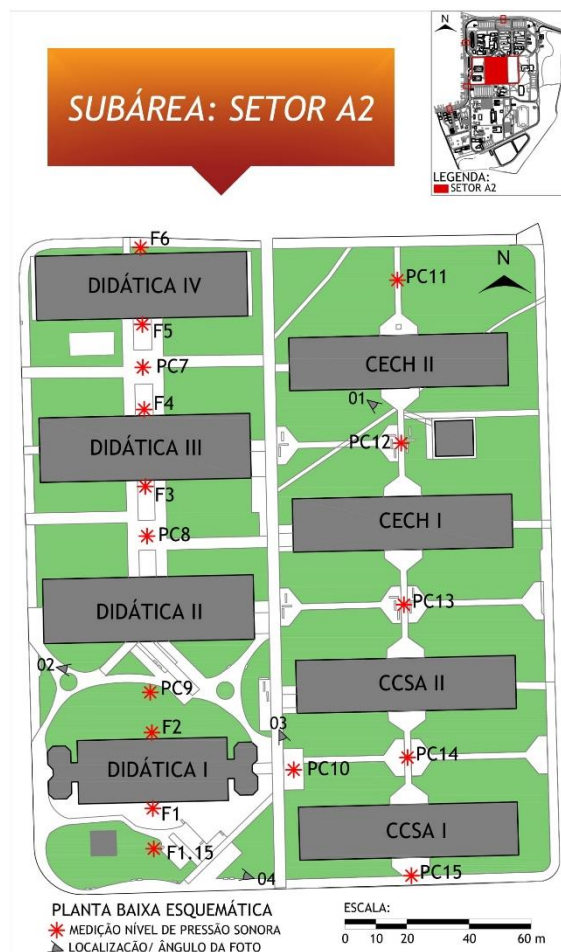 SUBÁREA: SETOR A2
N
LEGENDA:
SETOR A2
F6
DIDÁTICA IV
F5
PC7
F4
DIDÁTICA III
F3
PC8
DIDÁTICA II
02
PC9
F2
DIDÁTICA I
F1
F1.15
04
03
PC10
N
PC11
CECH II
01
PC12
CECH I
PC13
CCSA II
PC14
CCSA I
PC15
PLANTA BAIXA ESQUEMÁTICA
MEDIÇÃO NÍVEL DE PRESSÃO SONORA
LOCALIZAÇÃO/ ÂNGULO DA FOTO
ESCALA:
0 10 20 40 60 m